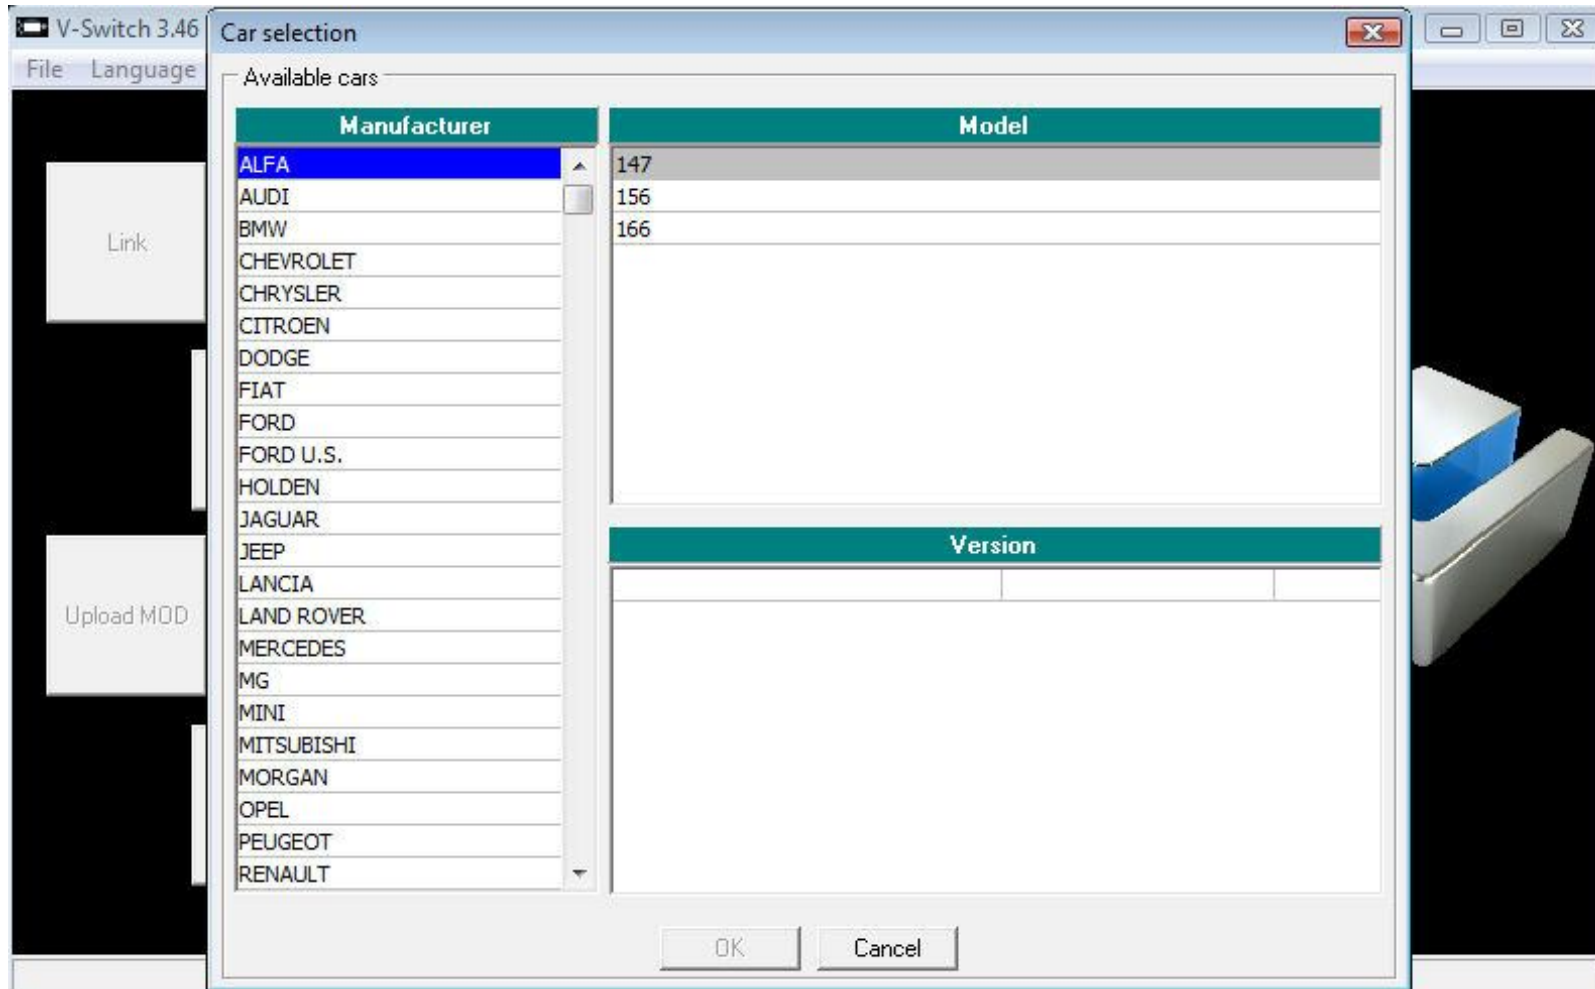 V-Switch 3.46
Car selection
File Language
Available cars
Manufacturer
Model
ALFA
AUDI
BMW
CHEVROLET
CHRYSLER
CITROEN
DODGE
FIAT
FORD
FORD U.S.
HOLDEN
JAGUAR
JEEP
LANCIA
LAND ROVER
MERCEDES
MG
MINI
MITSUBISHI
MORGAN
OPEL
PEUGEOT
RENAULT
147
156
166
Version
Link
Upload MOD
OK
Cancel